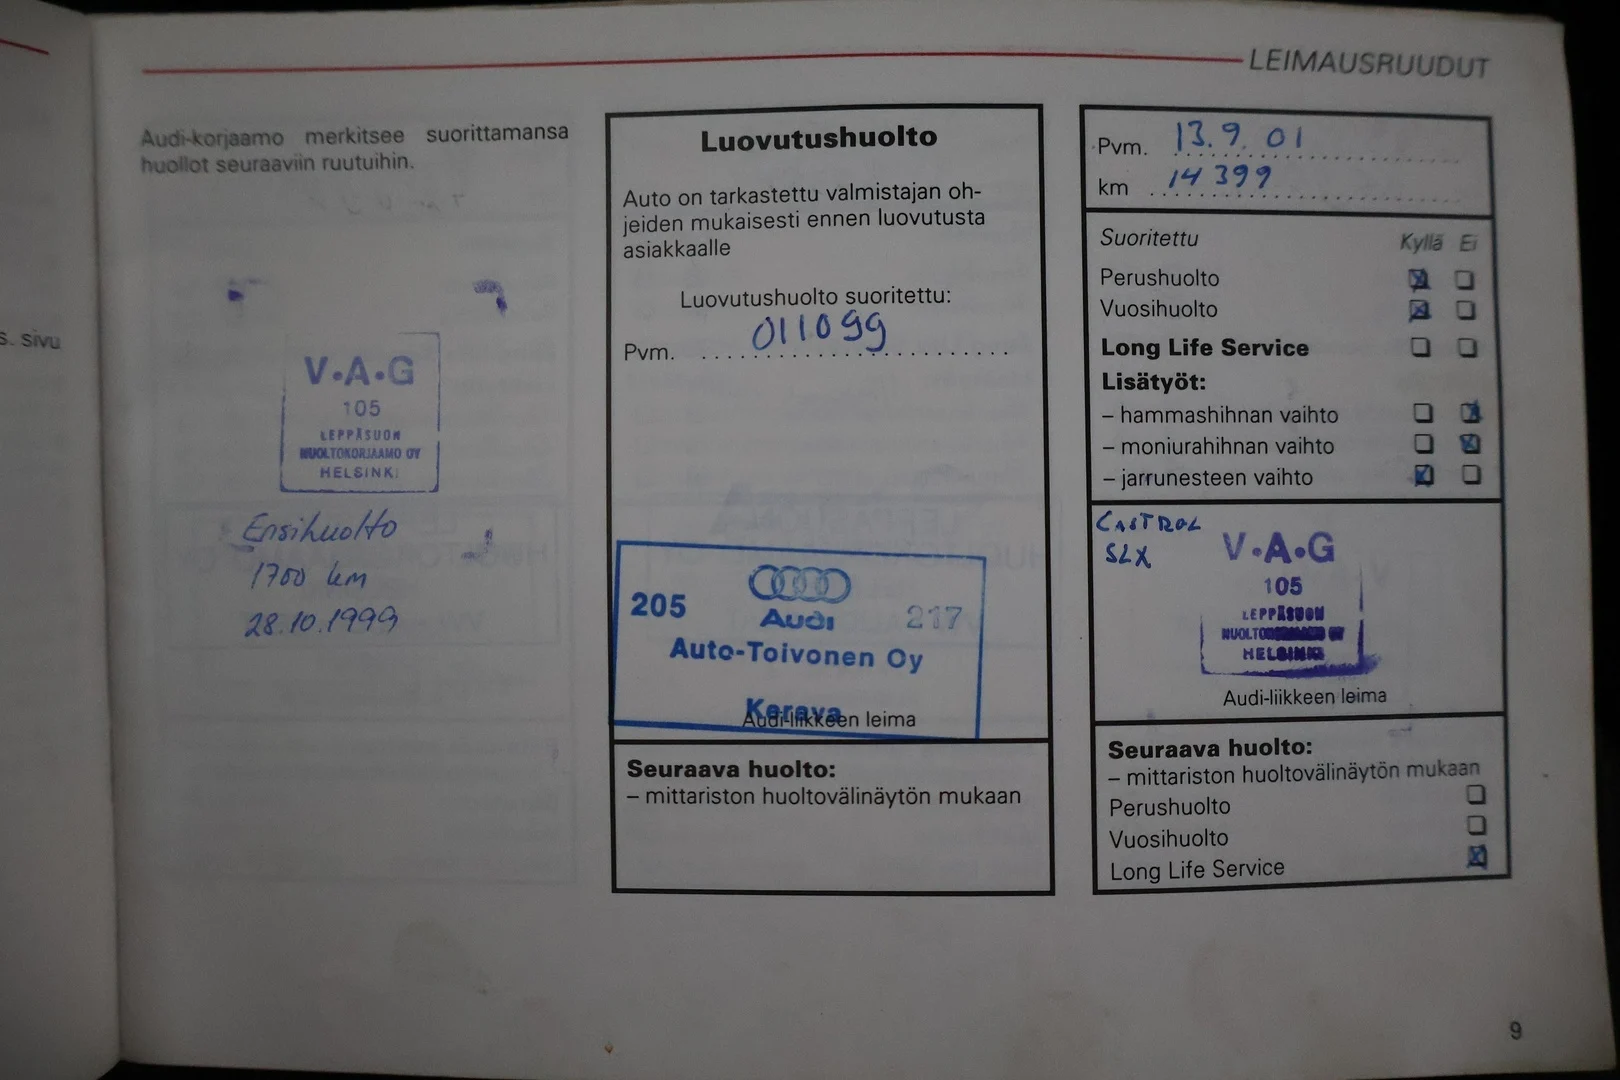 LEIMAUSRUUDUT
s. sivu
Audi-korjaamo merkitsee suorittamansa
huollot seuraaviin ruutuihin.
V•A•G
105
LEPPÄSUON
HUOLTOKORJAAMO OY
HELSINKI
Ensihuolto
1700 km
28.10.1999
Luovutushuolto
Auto on tarkastettu valmistajan oh-
jeiden mukaisesti ennen luovutusta
asiakkaalle
Luovutushuolto suoritettu:
Pvm. 011099
205 Audi 217
Auto-Toivonen Oy
Kerava
Audi-liikkeen leima
Seuraava huolto:
– mittariston huoltovälinäytön mukaan
Pvm. 13.9.01
km 14 399
Suoritettu Kyllä Ei
Perushuolto
Vuosihuolto
Long Life Service
Lisätyöt:
– hammashihnan vaihto
– moniurahihnan vaihto
– jarrunesteen vaihto
CASTROL
SLX
V•A•G
105
LEPPÄSUON
HELSINKI
Audi-liikkeen leima
Seuraava huolto:
– mittariston huoltovälinäytön mukaan
Perushuolto
Vuosihuolto
Long Life Service
9